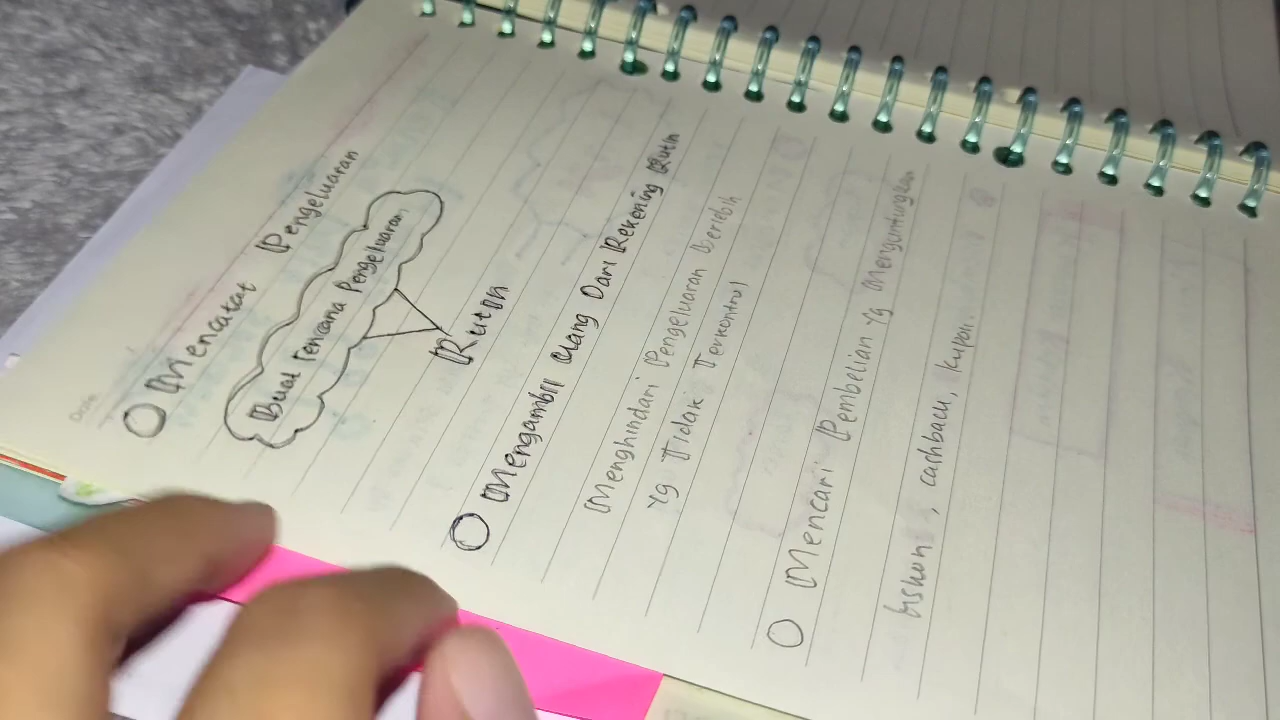 Date
Mencatat Pengeluaran
Buat rencana Pengeluaran
Rutin
Mengambil Uang Dari Rekening Rutin
Menghindari Pengeluaran berlebih
yg Tidak Terkontrol
Mencari Pembelian yg Menguntungkan
diskon, cashback, kupon.